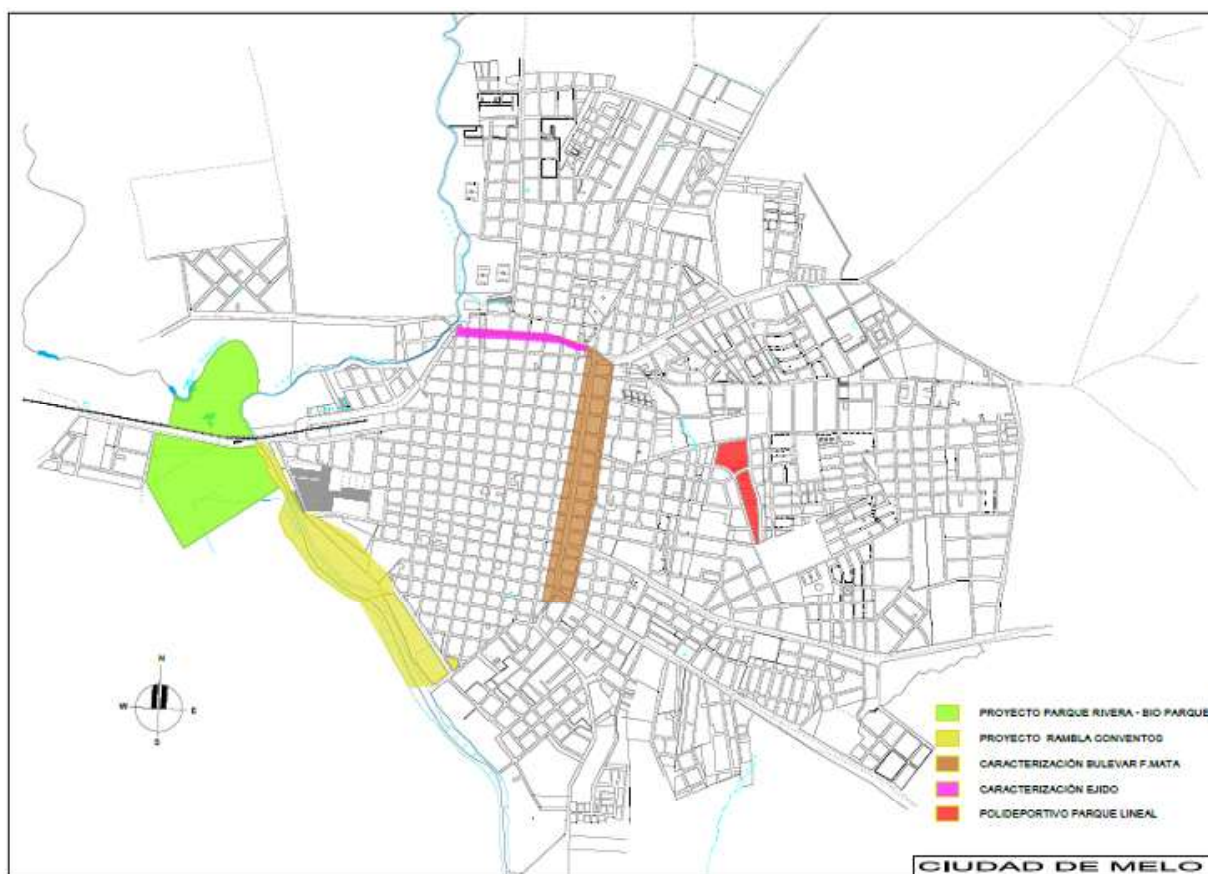 N
W E
S
PROYECTO PARQUE RIVERA - BIO PARQUE
PROYECTO RAMBLA CONVENTOS
CARACTERIZACIÓN BULEVAR F.MATA
CARACTERIZACIÓN EJIDO
POLIDEPORTIVO PARQUE LINEAL
CIUDAD DE MELO